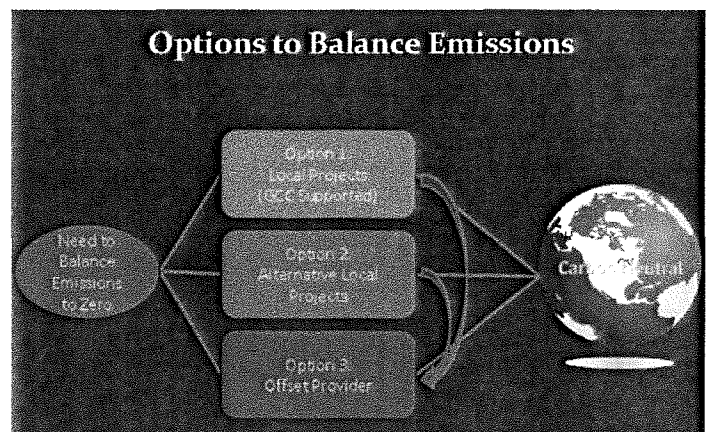 Options to Balance Emissions
Need to
Balance
Emissions
to Zero
Option 1:
Local Projects
(GCC Supported)
Option 2
Alternative Local
Projects
Option 3
Offset Provider
Carbon Neutral